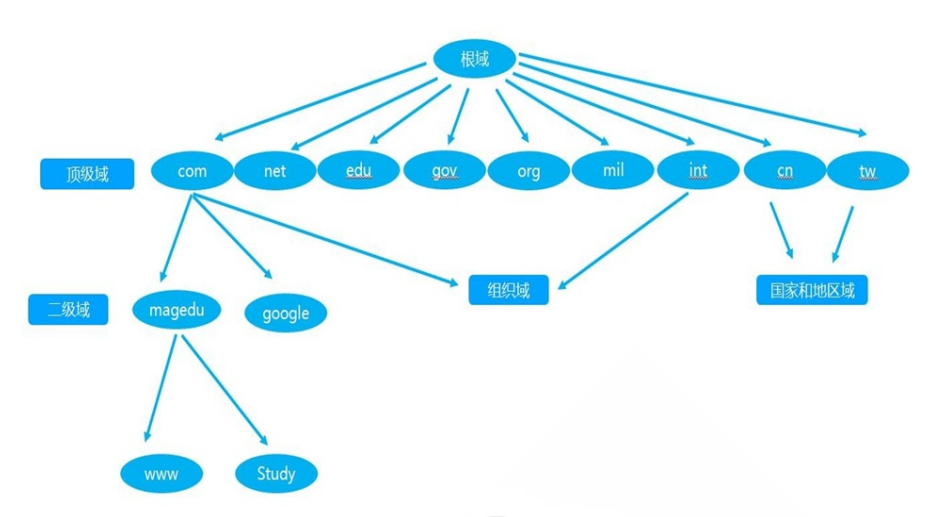 根域
顶级域
com
net
edu
gov
org
mil
int
cn
tw
组织域
国家和地区域
二级域
magedu
google
www
Study